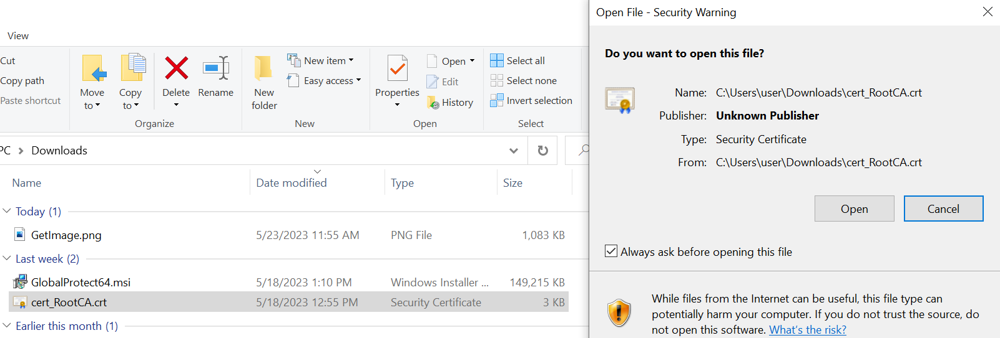 View
Cut
Copy path
Paste shortcut
Move
to
Copy
to
Delete
Rename
Organize
New
folder
New item
Easy access
New
Properties
Open
Edit
History
Open
Select all
Select none
Invert selection
Select
PC > Downloads
Name
Date modified
Type
Size
Today (1)
GetImage.png 5/23/2023 11:55 AM PNG File 1,083 KB
Last week (2)
GlobalProtect64.msi 5/18/2023 1:10 PM Windows Installer ... 149,215 KB
cert_RootCA.crt 5/18/2023 12:55 PM Security Certificate 3 KB
Earlier this month (1)
Open File - Security Warning
Do you want to open this file?
Name: C:\Users\user\Downloads\cert_RootCA.crt
Publisher: Unknown Publisher
Type: Security Certificate
From: C:\Users\user\Downloads\cert_RootCA.crt
Open
Cancel
Always ask before opening this file
While files from the Internet can be useful, this file type can
potentially harm your computer. If you do not trust the source, do
not open this software. What's the risk?